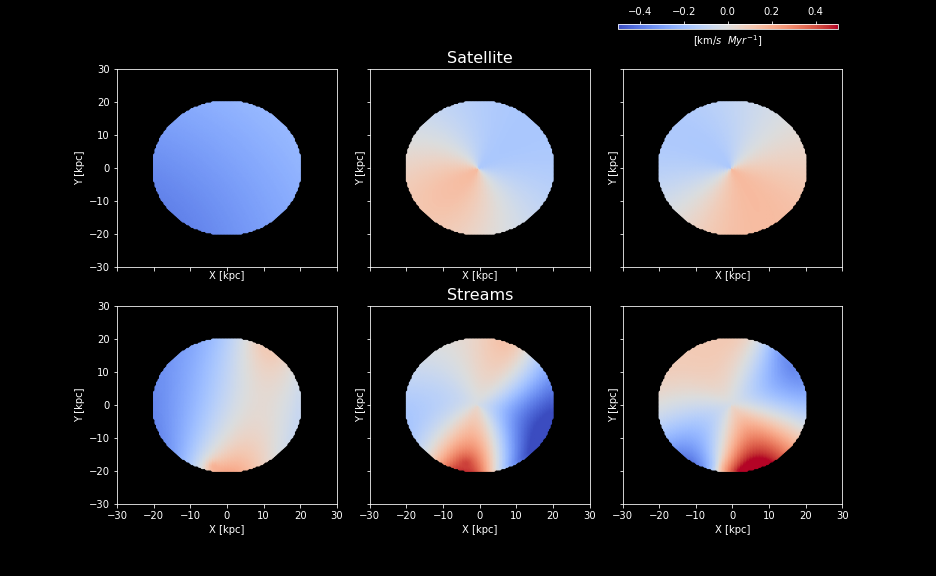 −0.4 −0.2 0.0 0.2 0.4
[km/s Myr⁻¹]
Satellite
30
20
10
0
−10
−20
−30
Y [kpc]
Y [kpc]
Y [kpc]
X [kpc] X [kpc] X [kpc]
Streams
30
20
10
0
−10
−20
−30
Y [kpc]
Y [kpc]
Y [kpc]
−30 −20 −10 0 10 20 30 −30 −20 −10 0 10 20 30 −30 −20 −10 0 10 20 30
X [kpc] X [kpc] X [kpc]